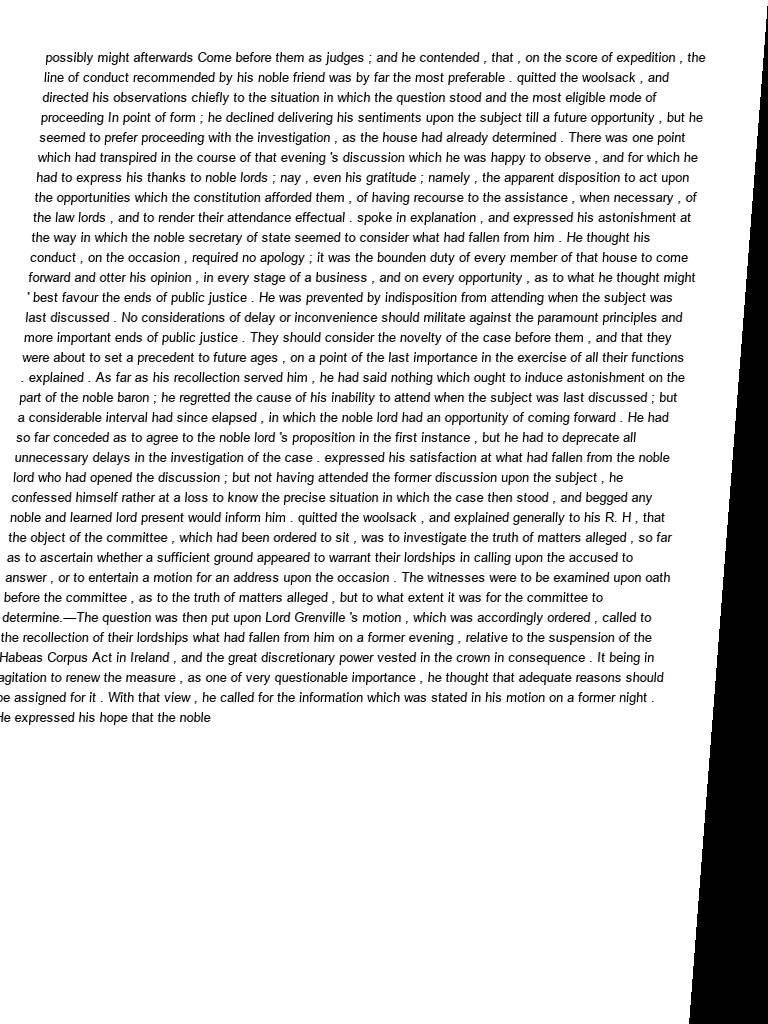 possibly might afterwards Come before them as judges ; and he contended , that , on the score of expedition , the
line of conduct recommended by his noble friend was by far the most preferable . quitted the woolsack , and
directed his observations chiefly to the situation in which the question stood and the most eligible mode of
proceeding In point of form ; he declined delivering his sentiments upon the subject till a future opportunity , but he
seemed to prefer proceeding with the investigation , as the house had already determined . There was one point
which had transpired in the course of that evening 's discussion which he was happy to observe , and for which he
had to express his thanks to noble lords ; nay , even his gratitude ; namely , the apparent disposition to act upon
the opportunities which the constitution afforded them , of having recourse to the assistance , when necessary , of
the law lords , and to render their attendance effectual . spoke in explanation , and expressed his astonishment at
the way in which the noble secretary of state seemed to consider what had fallen from him . He thought his
conduct , on the occasion , required no apology ; it was the bounden duty of every member of that house to come
forward and otter his opinion , in every stage of a business , and on every opportunity , as to what he thought might
' best favour the ends of public justice . He was prevented by indisposition from attending when the subject was
last discussed . No considerations of delay or inconvenience should militate against the paramount principles and
more important ends of public justice . They should consider the novelty of the case before them , and that they
were about to set a precedent to future ages , on a point of the last importance in the exercise of all their functions
. explained . As far as his recollection served him , he had said nothing which ought to induce astonishment on the
part of the noble baron ; he regretted the cause of his inability to attend when the subject was last discussed ; but
a considerable interval had since elapsed , in which the noble lord had an opportunity of coming forward . He had
so far conceded as to agree to the noble lord 's proposition in the first instance , but he had to deprecate all
unnecessary delays in the investigation of the case . expressed his satisfaction at what had fallen from the noble
lord who had opened the discussion ; but not having attended the former discussion upon the subject , he
confessed himself rather at a loss to know the precise situation in which the case then stood , and begged any
noble and learned lord present would inform him . quitted the woolsack , and explained generally to his R. H , that
the object of the committee , which had been ordered to sit , was to investigate the truth of matters alleged , so far
as to ascertain whether a sufficient ground appeared to warrant their lordships in calling upon the accused to
answer , or to entertain a motion for an address upon the occasion . The witnesses were to be examined upon oath
before the committee , as to the truth of matters alleged , but to what extent it was for the committee to
determine.—The question was then put upon Lord Grenville 's motion , which was accordingly ordered , called to
the recollection of their lordships what had fallen from him on a former evening , relative to the suspension of the
Habeas Corpus Act in Ireland , and the great discretionary power vested in the crown in consequence . It being in
agitation to renew the measure , as one of very questionable importance , he thought that adequate reasons should
be assigned for it . With that view , he called for the information which was stated in his motion on a former night .
He expressed his hope that the noble